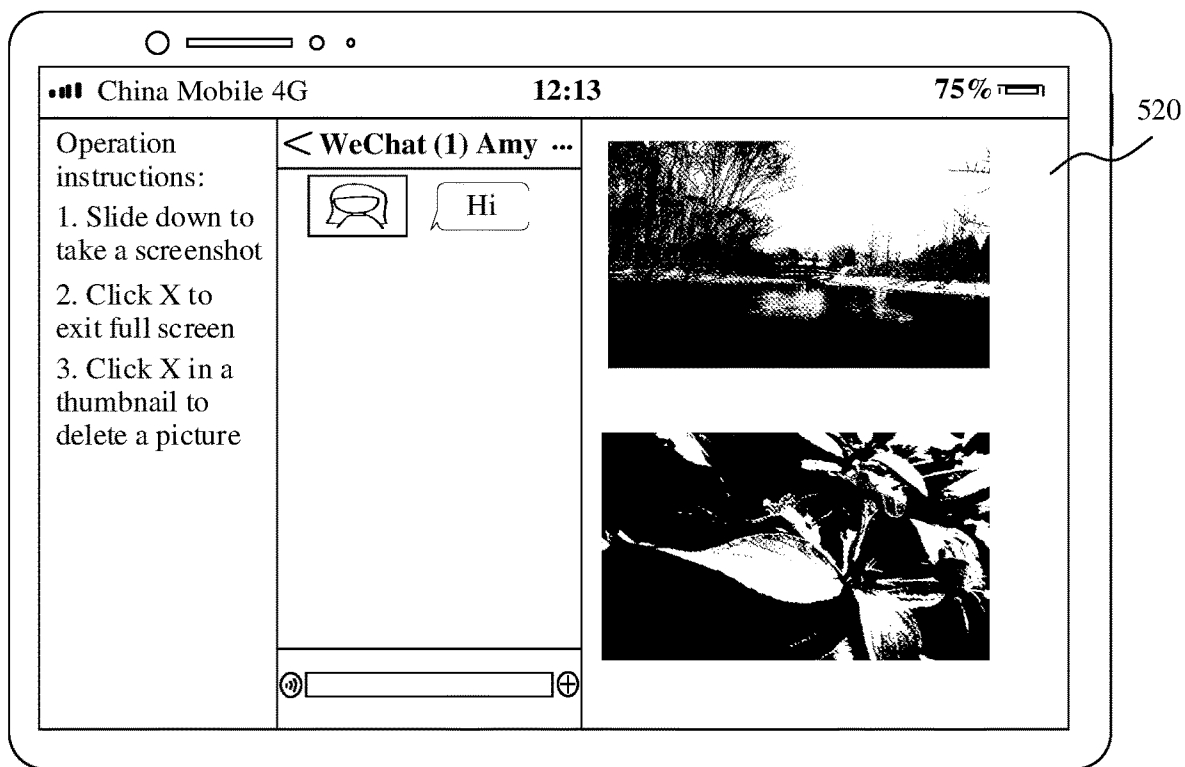 China Mobile 4G
12:13
75%
520
Operation
instructions:
1. Slide down to
take a screenshot
2. Click X to
exit full screen
3. Click X in a
thumbnail to
delete a picture
< WeChat (1) Amy ...
Hi